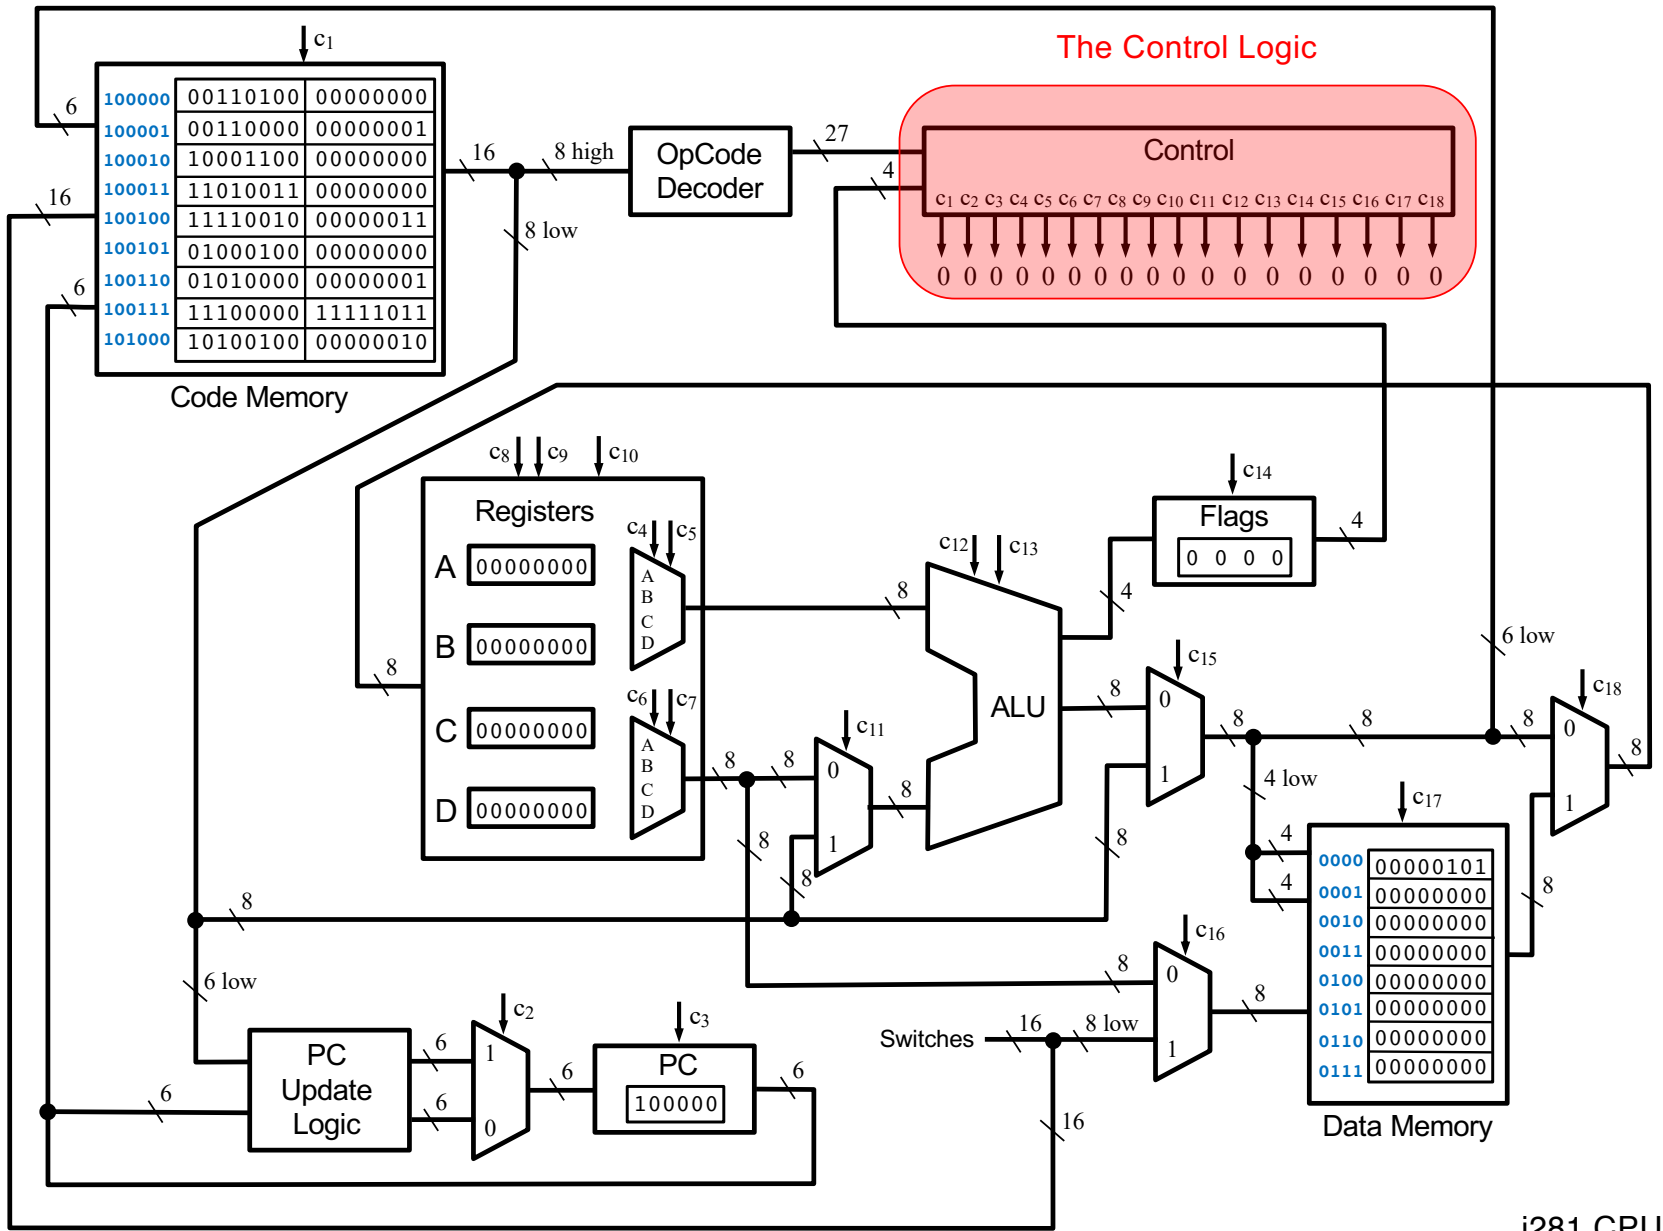 The Control Logic
c1
100000 00110100 00000000
100001 00110000 00000001
100010 10001100 00000000
100011 11010011 00000000
100100 11110010 00000011
100101 01000100 00000000
100110 01010000 00000001
100111 11100000 11111011
101000 10100100 00000010
Code Memory
6
16
6
16
8 high
8 low
OpCode
Decoder
27
4
Control
c1 c2 c3 c4 c5 c6 c7 c8 c9 c10 c11 c12 c13 c14 c15 c16 c17 c18
0 0 0 0 0 0 0 0 0 0 0 0 0 0 0 0 0 0
c8 c9 c10
Registers
A 00000000
B 00000000
C 00000000
D 00000000
c4 c5
A
B
C
D
c6 c7
A
B
C
D
8
8
8
8
8
8
8
c11
0
1
8
c12 c13
ALU
4
8
c14
Flags
0 0 0 0
4
c15
0
1
8
8
8
8
6 low
c18
0
1
8
4 low
4
4
c17
0000 00000101
0001 00000000
0010 00000000
0011 00000000
0100 00000000
0101 00000000
0110 00000000
0111 00000000
Data Memory
8
8
c16
0
1
8
8
Switches
16
8 low
16
6 low
PC
Update
Logic
6
6
6
c2
1
0
6
c3
PC
100000
6
i281 CPU